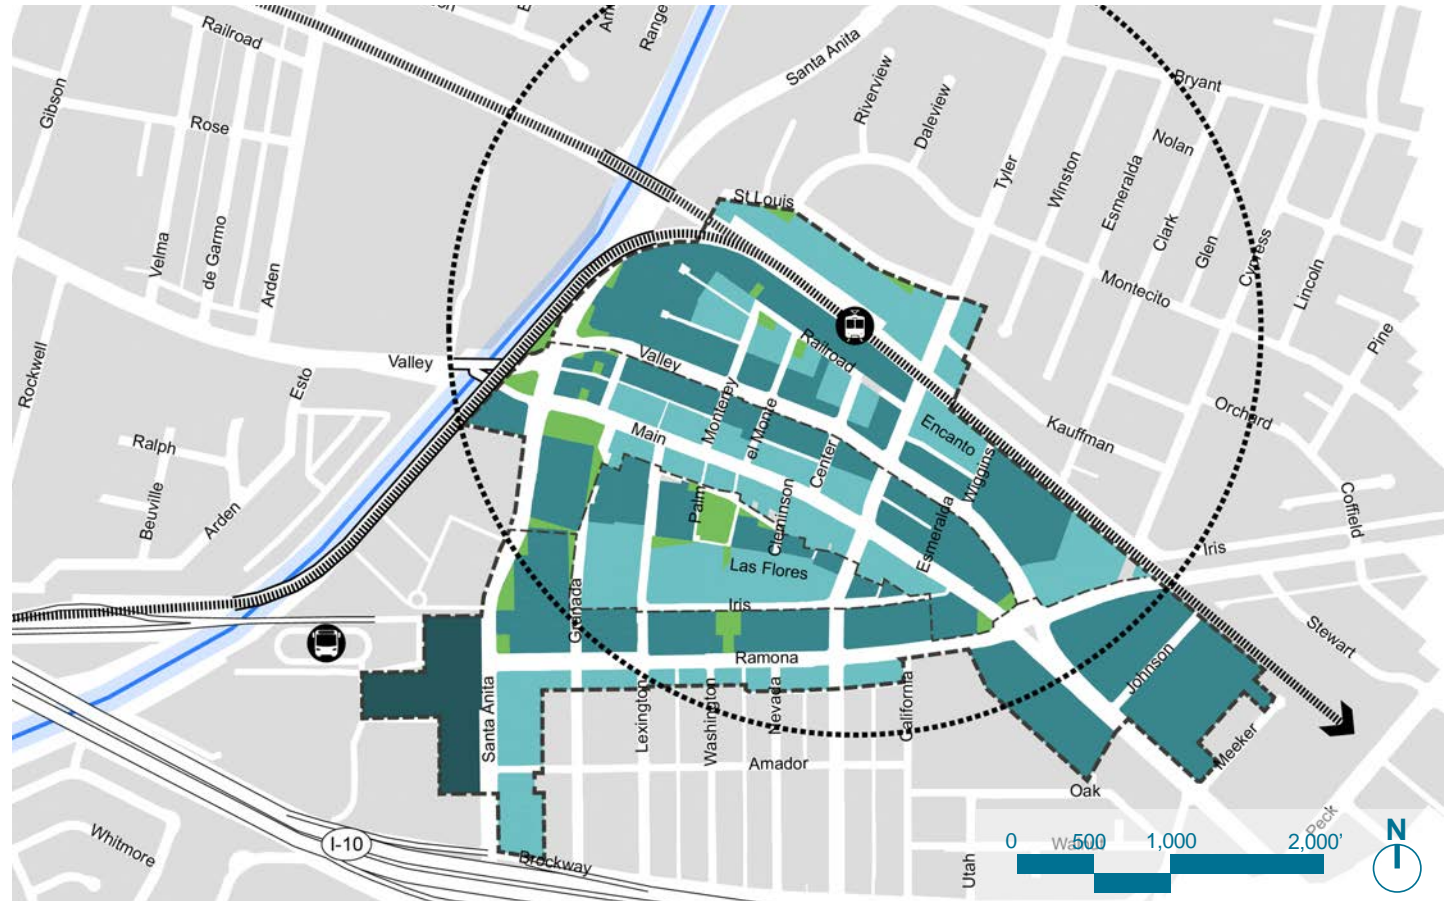 Railroad
Santa Anita
Range
Gibson
Rose
Riverview
Daleview
Bryant
Nolan
Tyler
Winston
Esmeralda
Clark
Glen
Cypress
Lincoln
Velma
de Garmo
Arden
St Louis
Montecito
Pine
Rockwell
Valley
Esto
Valley
Railroad
Monterey
el Monte
Center
Main
Encanto
Wiggins
Kauffman
Orchard
Ralph
Beuville
Arden
Palm
Cleminson
Esmeralda
Las Flores
Coffield
Iris
Granada
Iris
Ramona
Stewart
Johnson
Santa Anita
Lexington
Washington
Nevada
California
Meeker
Amador
Oak
Peck
Whitmore
I-10
Brockway
Utah
0 500 1,000 2,000'
N